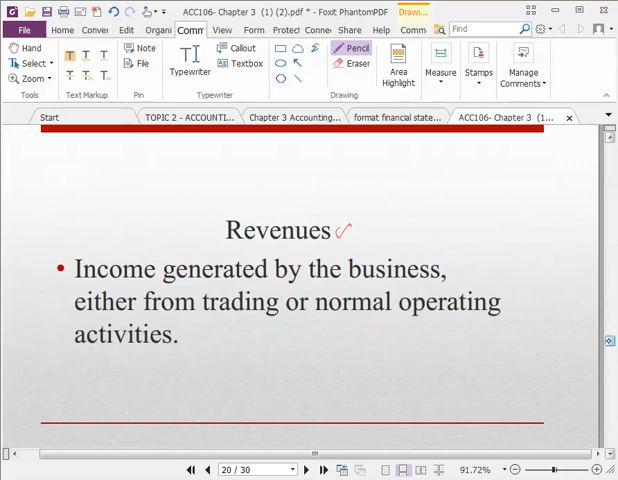 ACC106- Chapter 3 (1) (2).pdf * - Foxit PhantomPDF
Drawi...
File
Home
Conver
Edit
Organi
Comm
View
Form
Protect
Connec
Share
Help
Comm
Find
Hand
Select
Zoom
Tools
Text Markup
Note
File
Pin
Typewriter
Callout
Textbox
Typewriter
Pencil
Eraser
Drawing
Area
Highlight
Measure
Stamps
Manage
Comments
Start
TOPIC 2 - ACCOUNTI...
Chapter 3 Accounting...
format financial state...
ACC106- Chapter 3 (1...
Revenues
• Income generated by the business,
either from trading or normal operating
activities.
20 / 30
91.72%